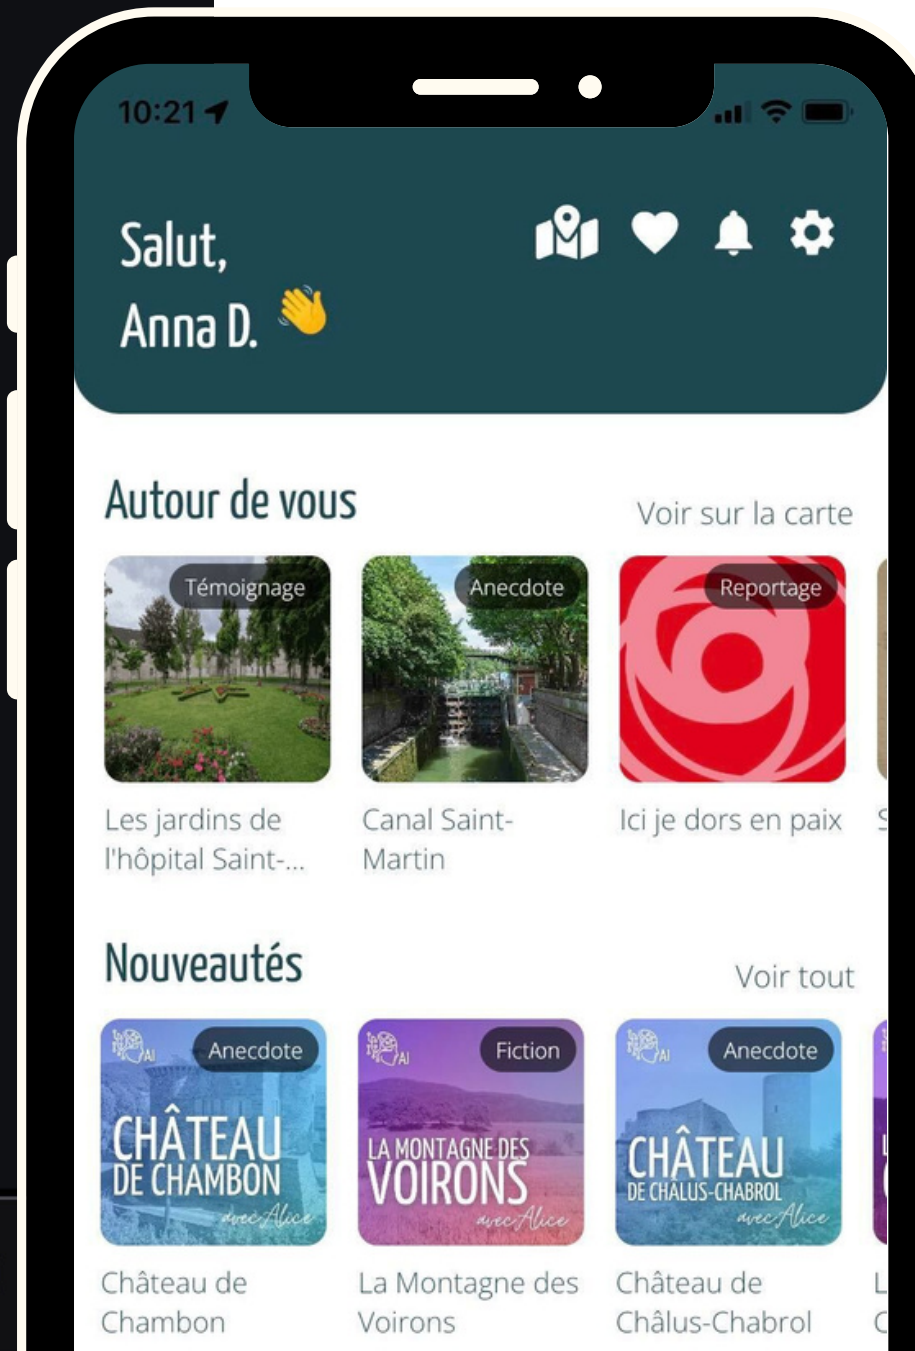 10:21
Salut,
Anna D.
Autour de vous
Voir sur la carte
Témoignage
Anecdote
Reportage
Les jardins de
l'hôpital Saint-...
Canal Saint-
Martin
Ici je dors en paix
Nouveautés
Voir tout
AI
Anecdote
CHÂTEAU
DE CHAMBON
avec Alice
AI
Fiction
LA MONTAGNE DES
VOIRONS
avec Alice
AI
Anecdote
CHÂTEAU
DE CHÂLUS-CHABROL
avec Alice
Château de
Chambon
La Montagne des
Voirons
Château de
Châlus-Chabrol